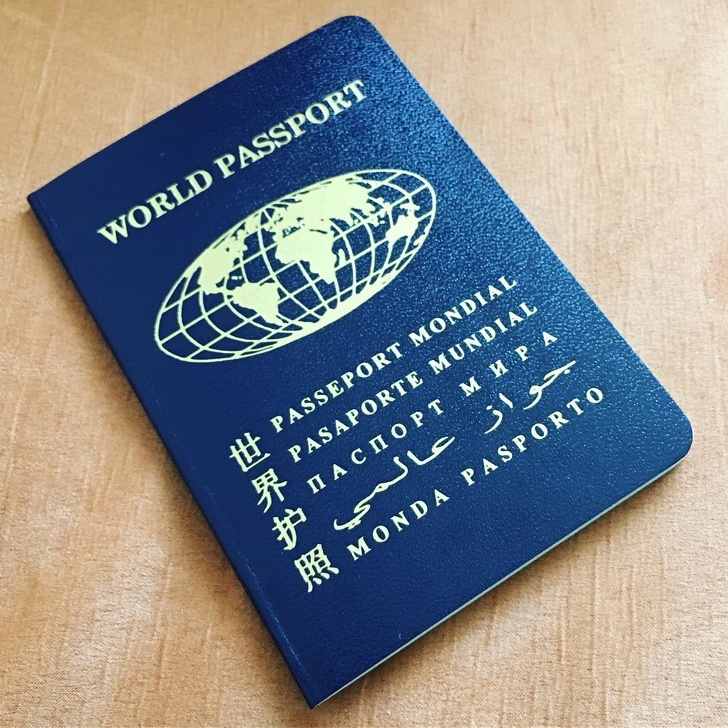 WORLD PASSPORT
PASSEPORT MONDIAL
PASAPORTE MUNDIAL
ПАСПОРТ МИРА
جواز عالمي
MONDA PASPORTO
世界护照